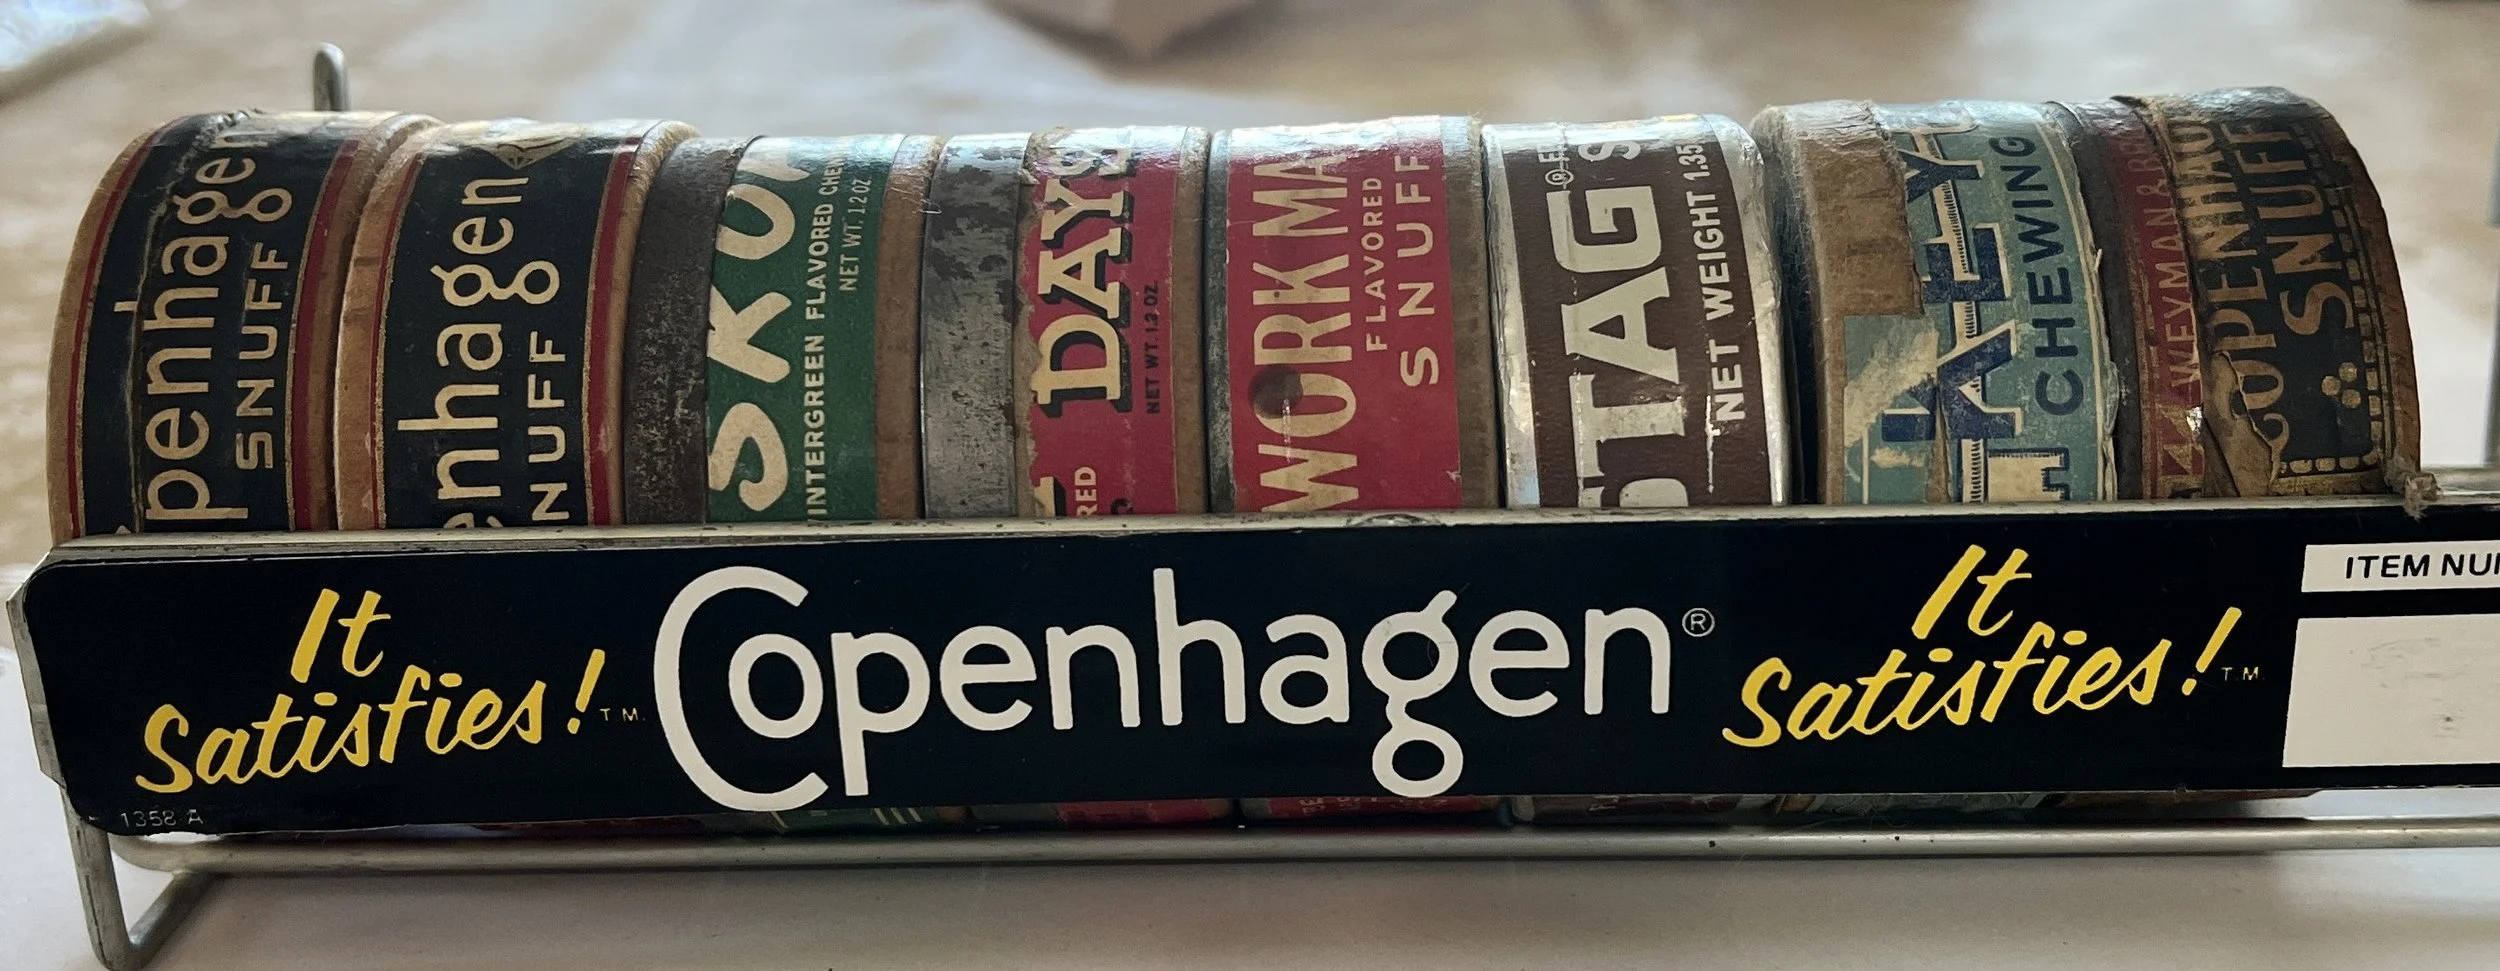 penhagen
SNUFF
enhagen
SNUFF
SKO
INTERGREEN FLAVORED CHEW
NET WT. 1.2 OZ
DAYS
RED
NET WT. 1.2 OZ.
WORKMA
FLAVORED
SNUFF
STAG
NET WEIGHT 1.35
CHEWING
WEYMAN & BR
COPENHAG
SNUFF
It
Satisfies!™
Copenhagen®
It
Satisfies!™
ITEM NU
1358 A